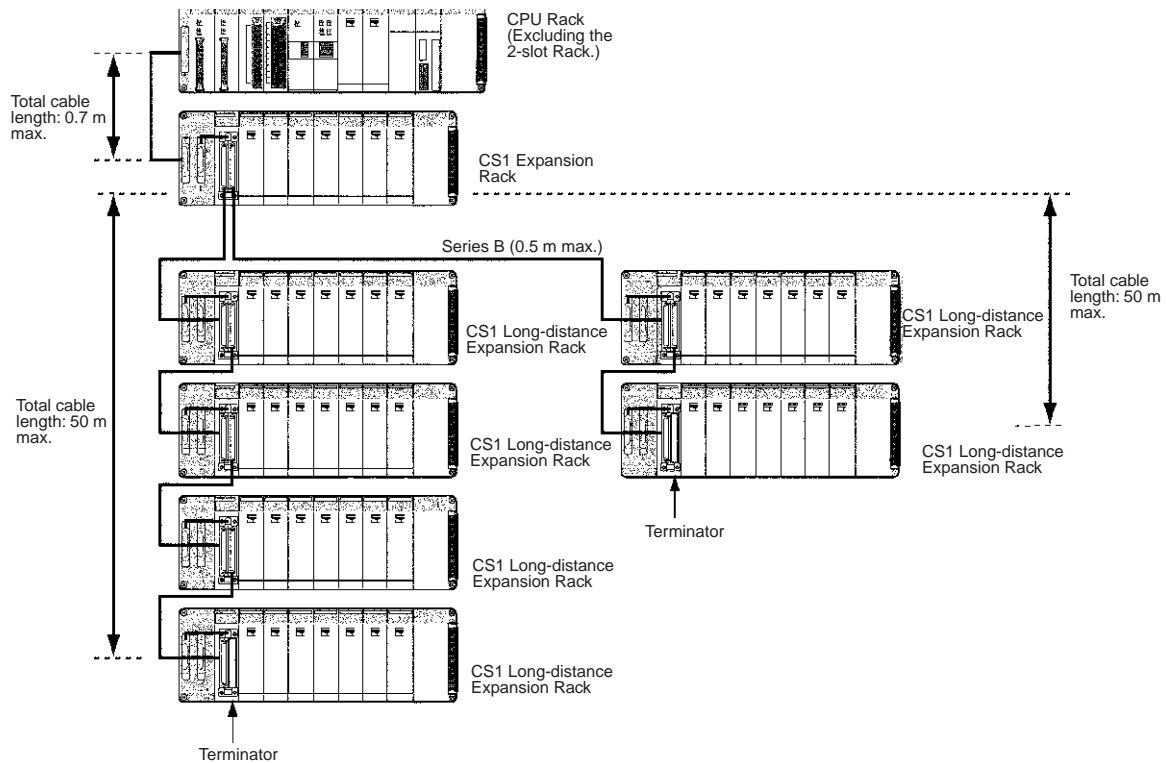 CPU Rack
(Excluding the
2-slot Rack.)
Total cable
length: 0.7 m
max.
CS1 Expansion
Rack
Series B (0.5 m max.)
Total cable
length: 50 m
max.
CS1 Long-distance
Expansion Rack
CS1 Long-distance
Expansion Rack
Total cable
length: 50 m
max.
CS1 Long-distance
Expansion Rack
CS1 Long-distance
Expansion Rack
Terminator
CS1 Long-distance
Expansion Rack
CS1 Long-distance
Expansion Rack
Terminator